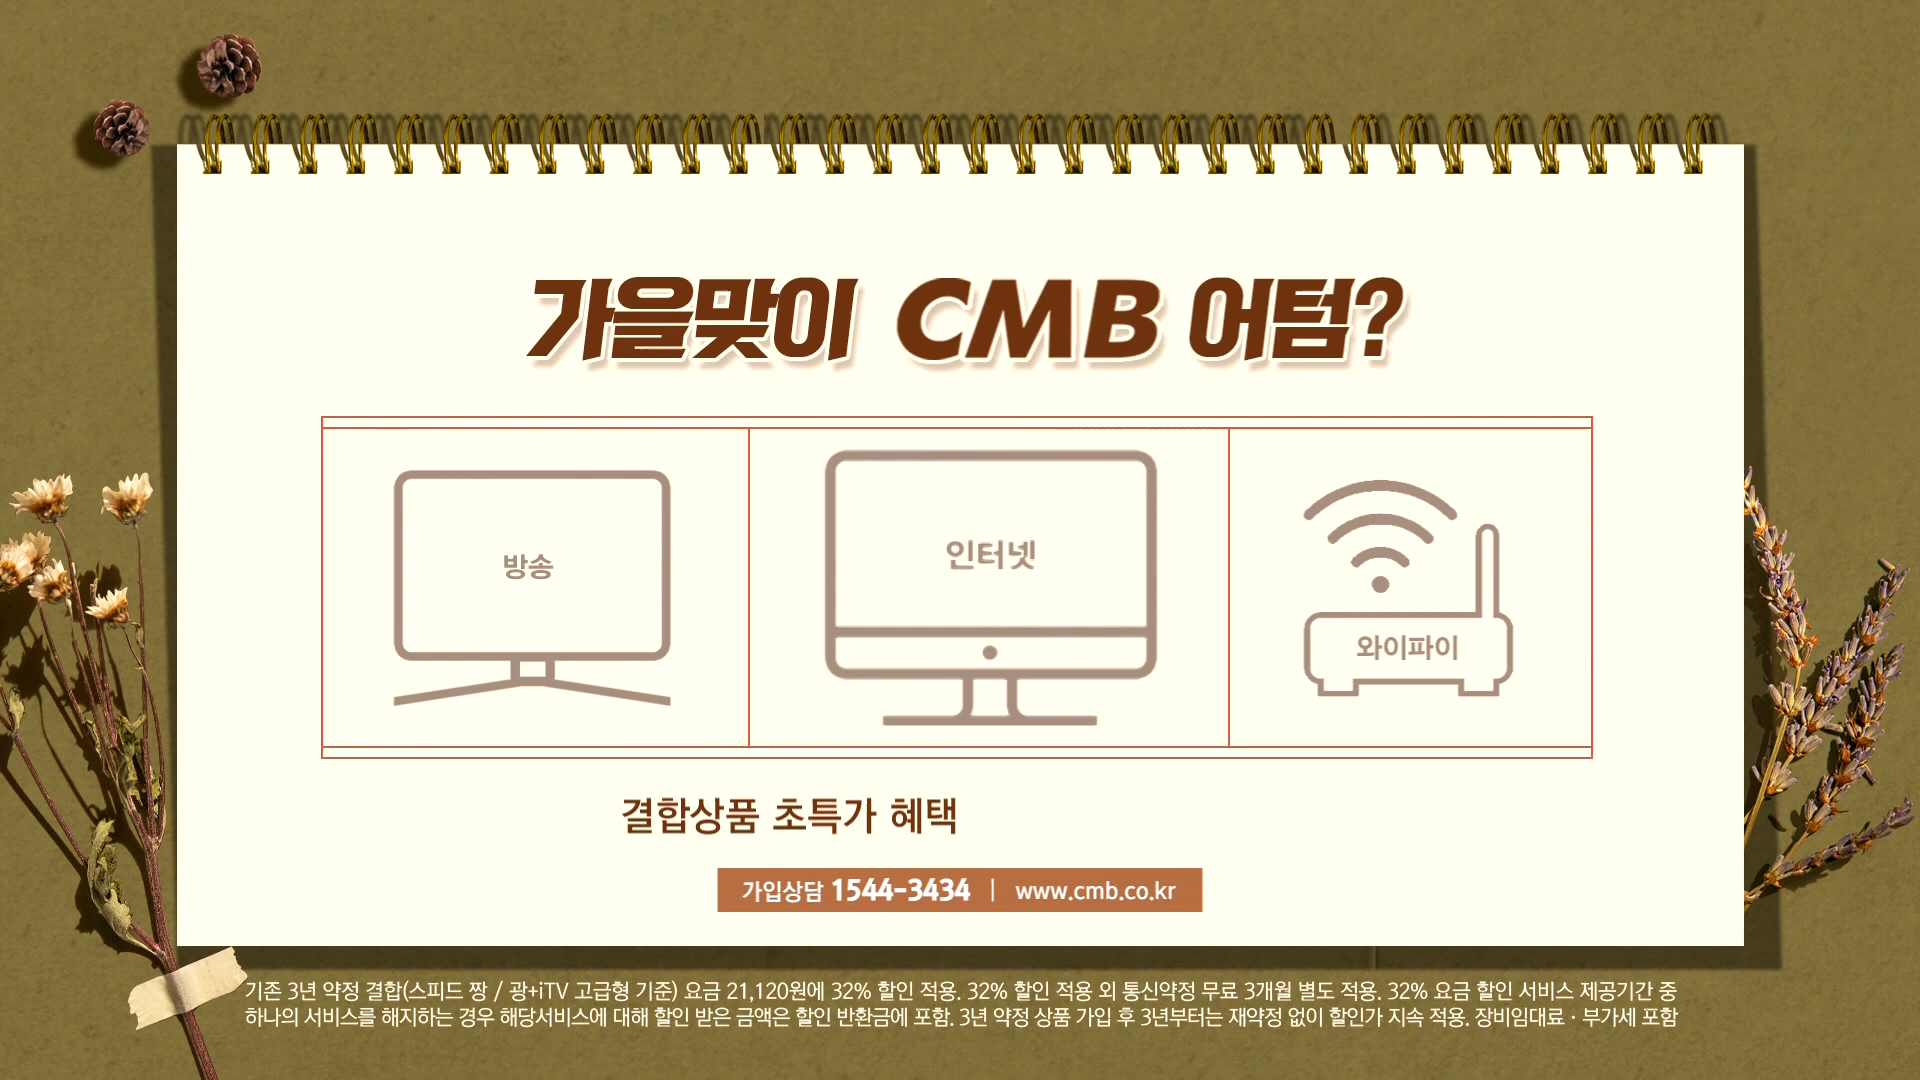 가을맞이 CMB 어텀?
방송
인터넷
와이파이
결합상품 초특가 혜택
가입상담 1544-3434 | www.cmb.co.kr
기존 3년 약정 결합(스피드 짱 / 광+iTV 고급형 기준) 요금 21,120원에 32% 할인 적용. 32% 할인 적용 외 통신약정 무료 3개월 별도 적용. 32% 요금 할인 서비스 제공기간 중
하나의 서비스를 해지하는 경우 해당서비스에 대해 할인 받은 금액은 할인 반환금에 포함. 3년 약정 상품 가입 후 3년부터는 재약정 없이 할인가 지속 적용. 장비임대료 · 부가세 포함